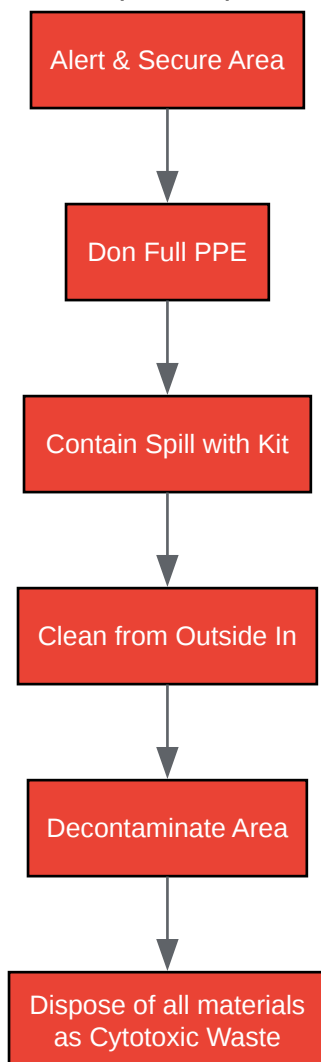 Alert & Secure Area
Don Full PPE
Contain Spill with Kit
Clean from Outside In
Decontaminate Area
Dispose of all materials
as Cytotoxic Waste